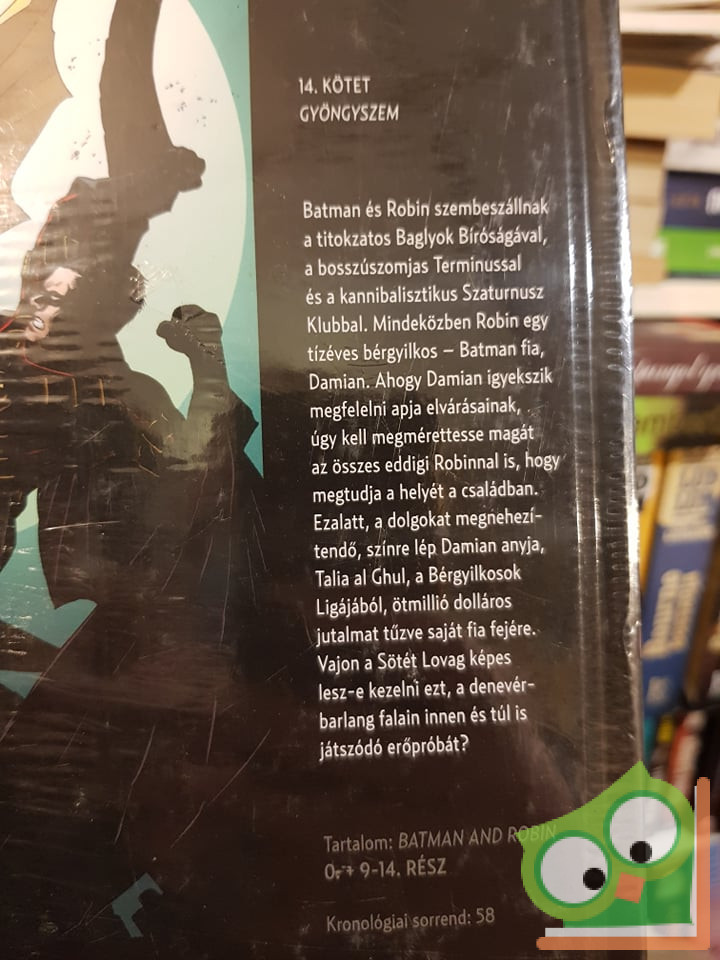 14. KÖTET
GYÖNGYSZEM
Batman és Robin szembeszállnak
a titokzatos Baglyok Bíróságával,
a bosszúszomjas Terminussal
és a kannibalisztikus Szaturnusz
Klubbal. Mindeközben Robin egy
tízéves bérgyilkos – Batman fia,
Damian. Ahogy Damian igyekszik
megfelelni apja elvárásainak,
úgy kell megmérettesse magát
az összes eddigi Robinnal is, hogy
megtudja a helyét a családban.
Ezalatt, a dolgokat megnehezí-
tendő, színre lép Damian anyja,
Talia al Ghul, a Bérgyilkosok
Ligájából, ötmillió dolláros
jutalmat tűzve saját fia fejére.
Vajon a Sötét Lovag képes
lesz-e kezelni ezt, a denevér-
barlang falain innen és túl is
játszódó erőpróbát?
Tartalom: BATMAN AND ROBIN
9-14. RÉSZ
Kronológiai sorrend: 58